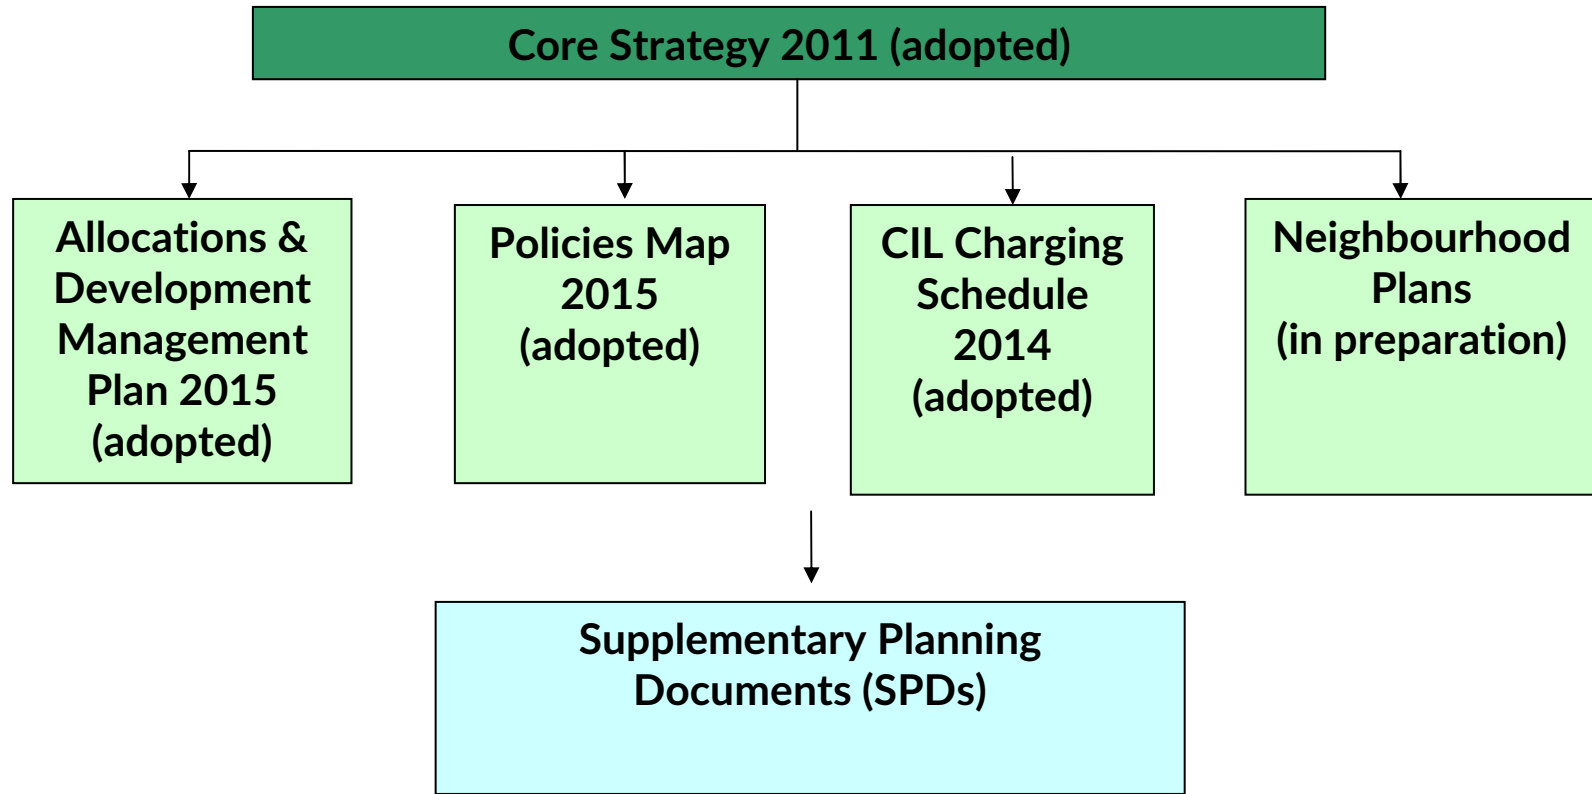 Core Strategy 2011 (adopted)
Allocations &
Development
Management
Plan 2015
(adopted)
Policies Map
2015
(adopted)
CIL Charging
Schedule
2014
(adopted)
Neighbourhood
Plans
(in preparation)
Supplementary Planning
Documents (SPDs)